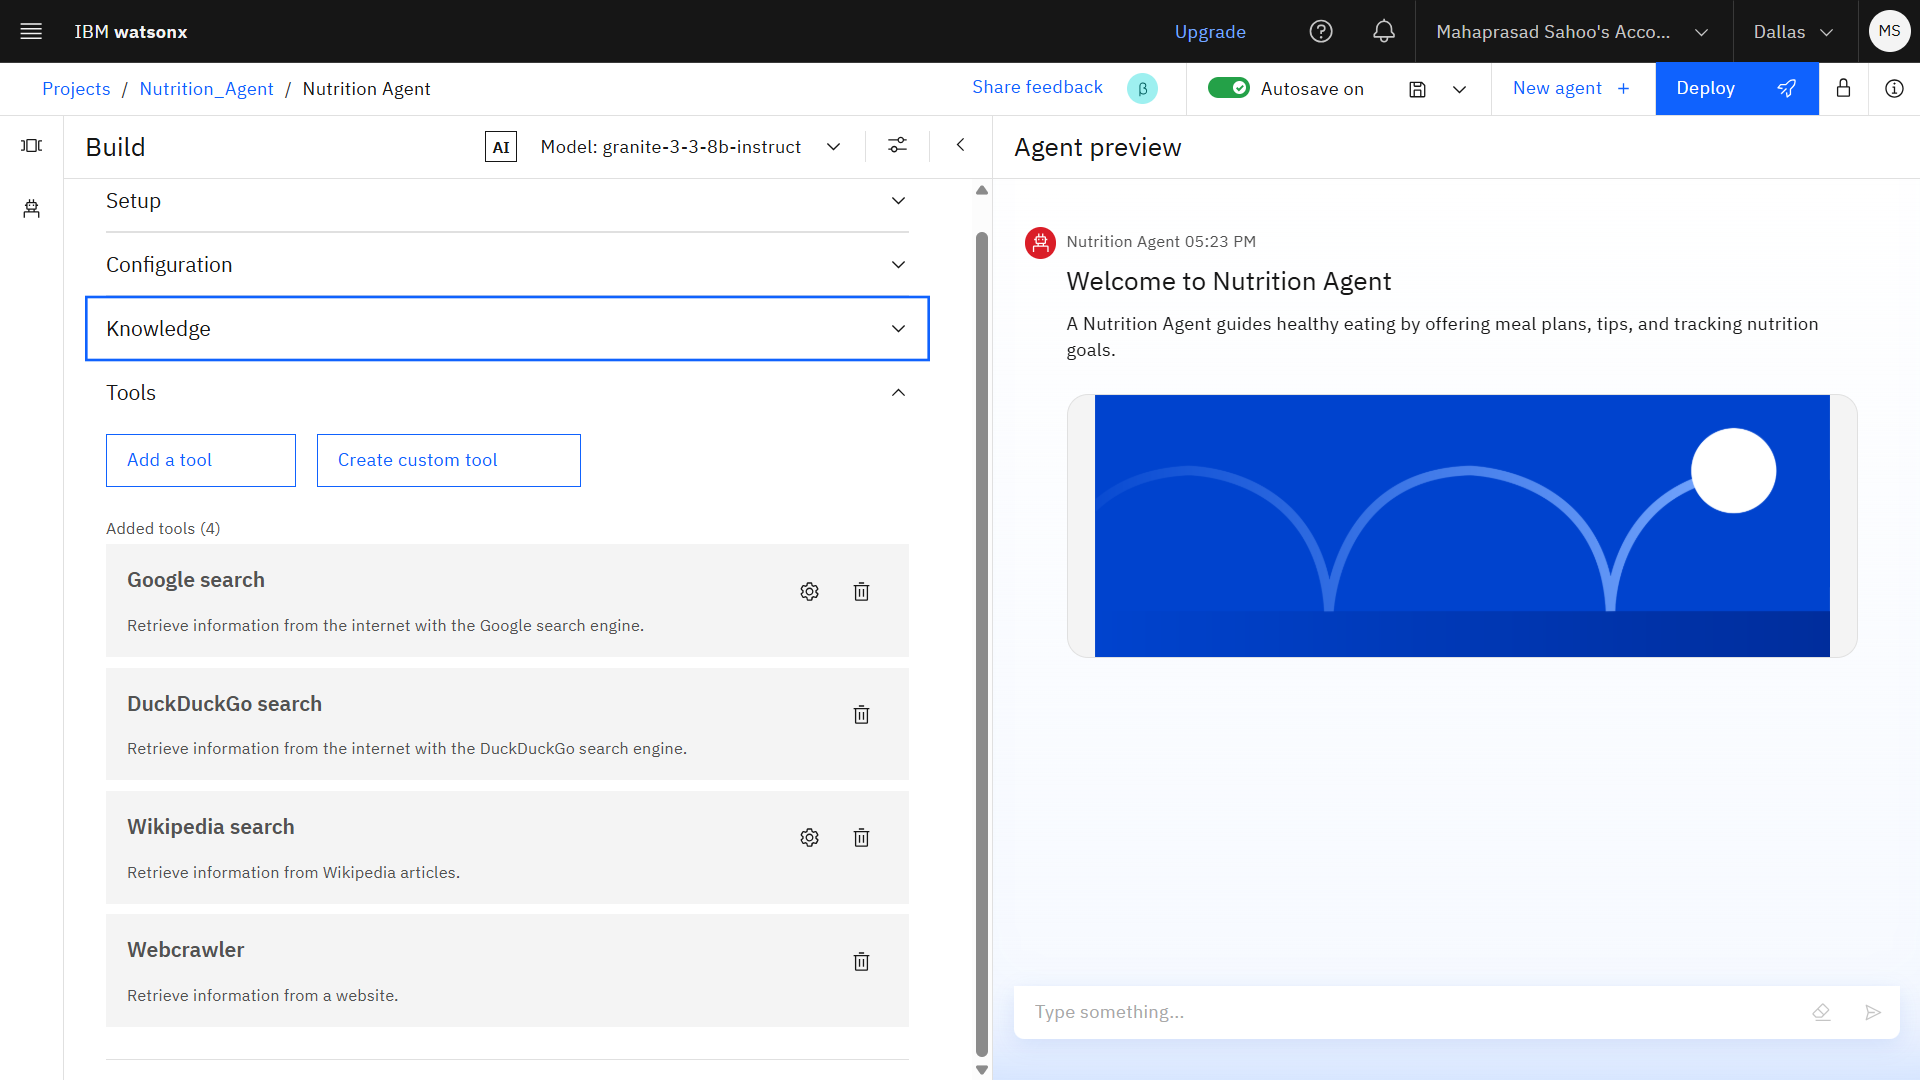 IBM watsonx
Upgrade
Mahaprasad Sahoo's Acco...
Dallas
MS
Projects / Nutrition_Agent / Nutrition Agent
Share feedback
β
Autosave on
New agent +
Deploy
Build
AI
Model: granite-3-3-8b-instruct
Agent preview
Setup
Configuration
Knowledge
Tools
Add a tool
Create custom tool
Added tools (4)
Google search
Retrieve information from the internet with the Google search engine.
DuckDuckGo search
Retrieve information from the internet with the DuckDuckGo search engine.
Wikipedia search
Retrieve information from Wikipedia articles.
Webcrawler
Retrieve information from a website.
Nutrition Agent 05:23 PM
Welcome to Nutrition Agent
A Nutrition Agent guides healthy eating by offering meal plans, tips, and tracking nutrition
goals.
Type something...